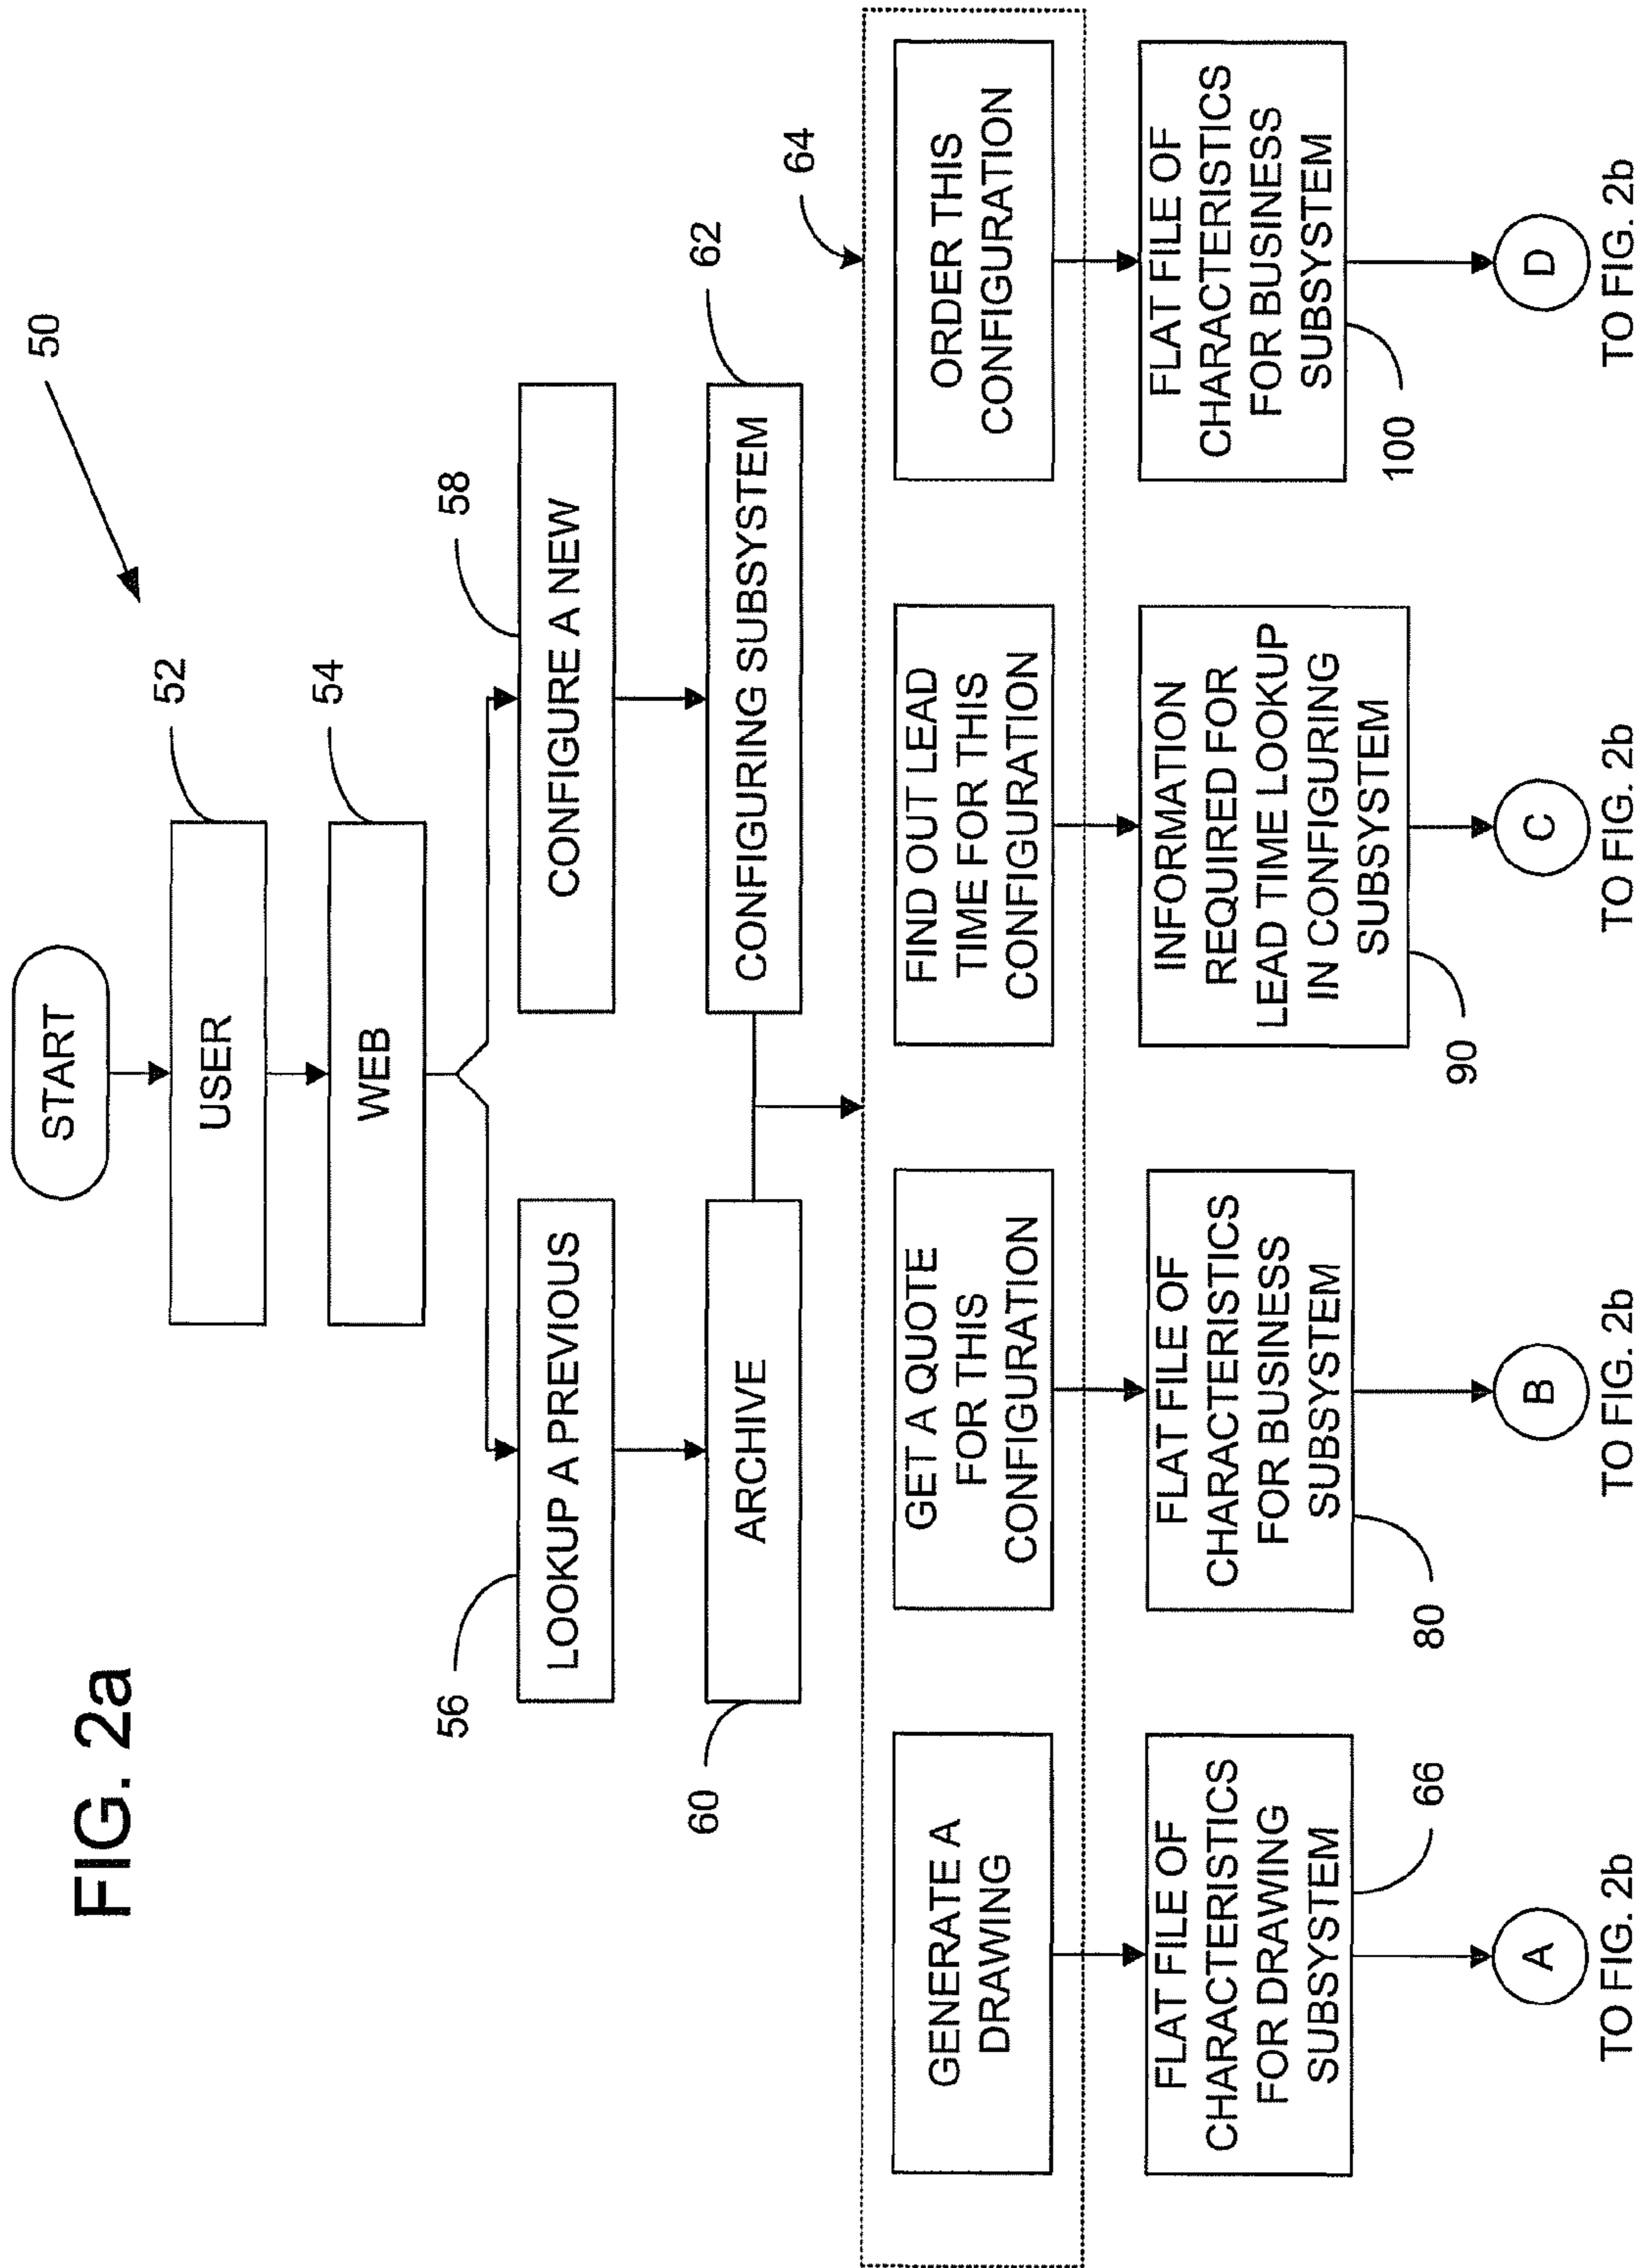 FIG. 2a
START
50
USER
52
WEB
54
56
LOOKUP A PREVIOUS
58
CONFIGURE A NEW
60
ARCHIVE
62
CONFIGURING SUBSYSTEM
64
GENERATE A
DRAWING
GET A QUOTE
FOR THIS
CONFIGURATION
FIND OUT LEAD
TIME FOR THIS
CONFIGURATION
ORDER THIS
CONFIGURATION
FLAT FILE OF
CHARACTERISTICS
FOR DRAWING
SUBSYSTEM
66
FLAT FILE OF
CHARACTERISTICS
FOR BUSINESS
SUBSYSTEM
80
INFORMATION
REQUIRED FOR
LEAD TIME LOOKUP
IN CONFIGURING
SUBSYSTEM
90
FLAT FILE OF
CHARACTERISTICS
FOR BUSINESS
SUBSYSTEM
100
A
TO FIG. 2b
B
TO FIG. 2b
C
TO FIG. 2b
D
TO FIG. 2b